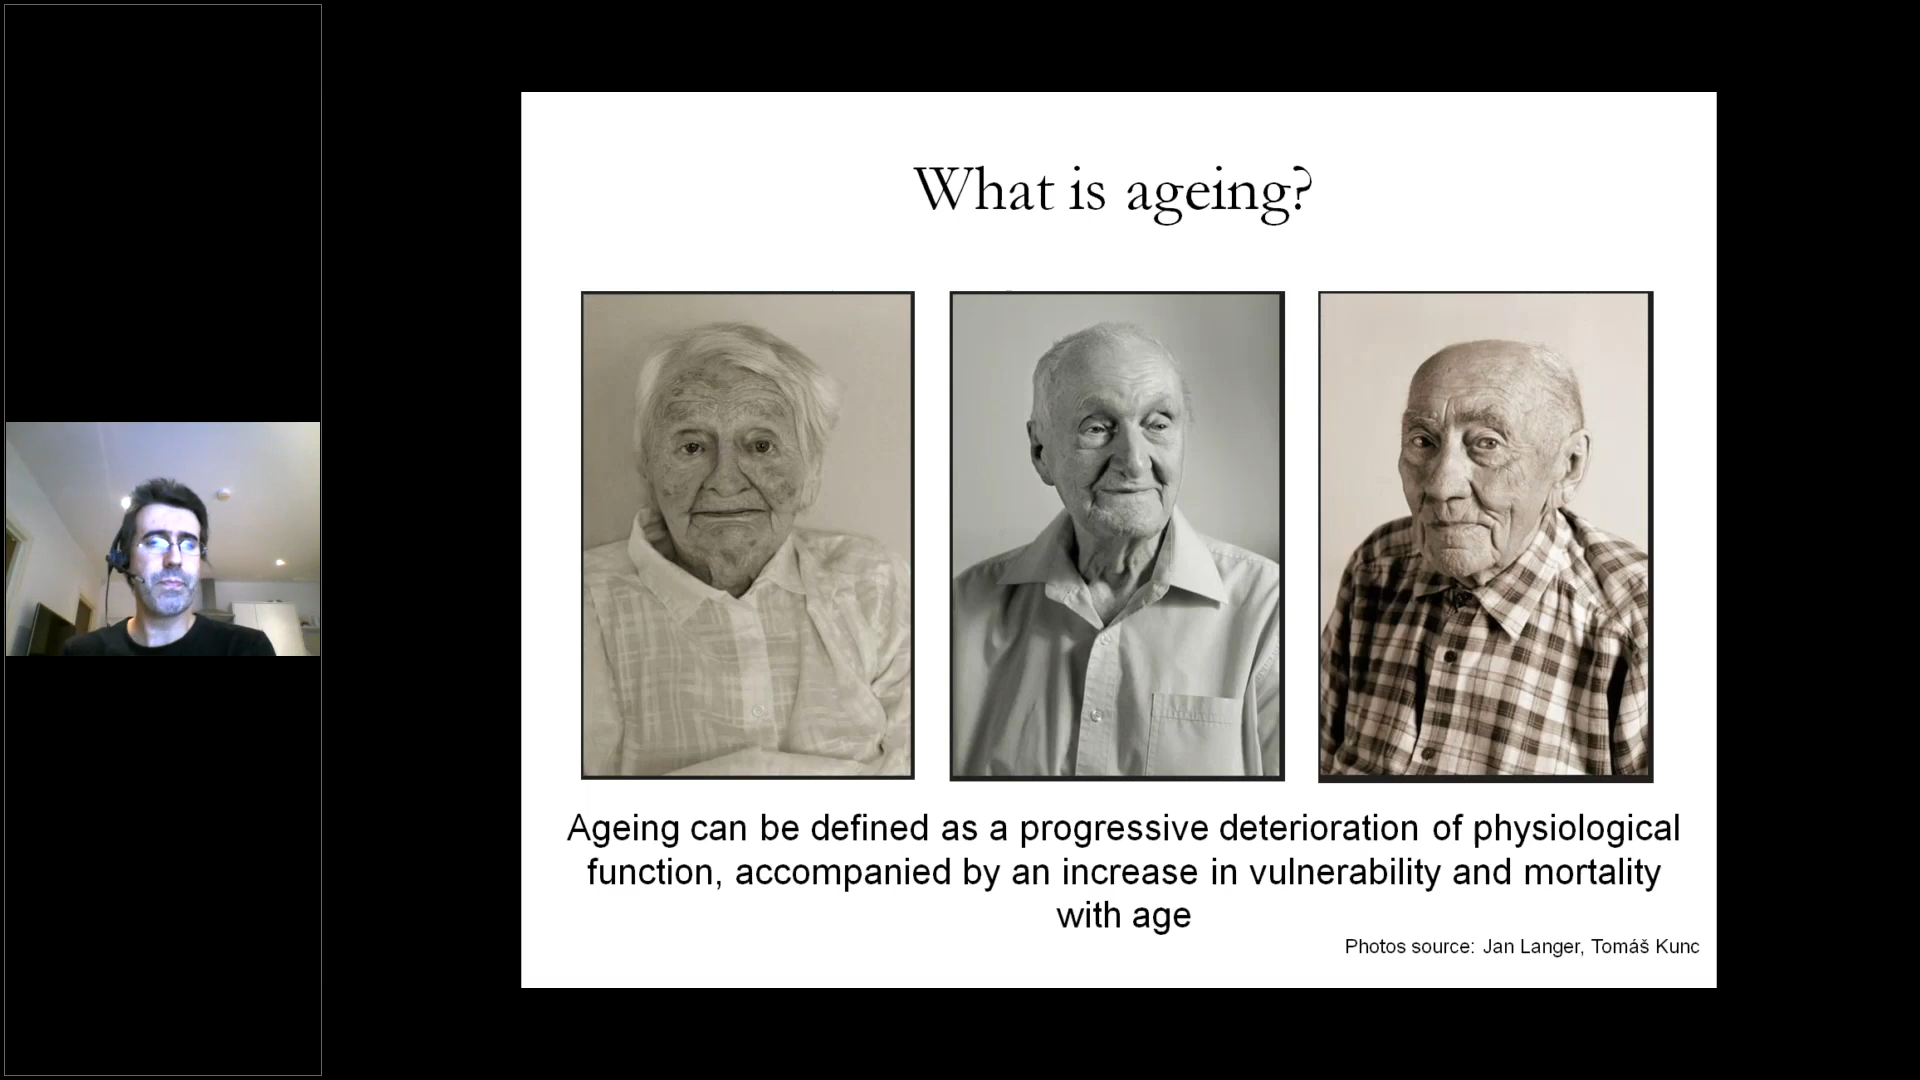 What is ageing?
Ageing can be defined as a progressive deterioration of physiological
function, accompanied by an increase in vulnerability and mortality
with age
Photos source: Jan Langer, Tomáš Kunc